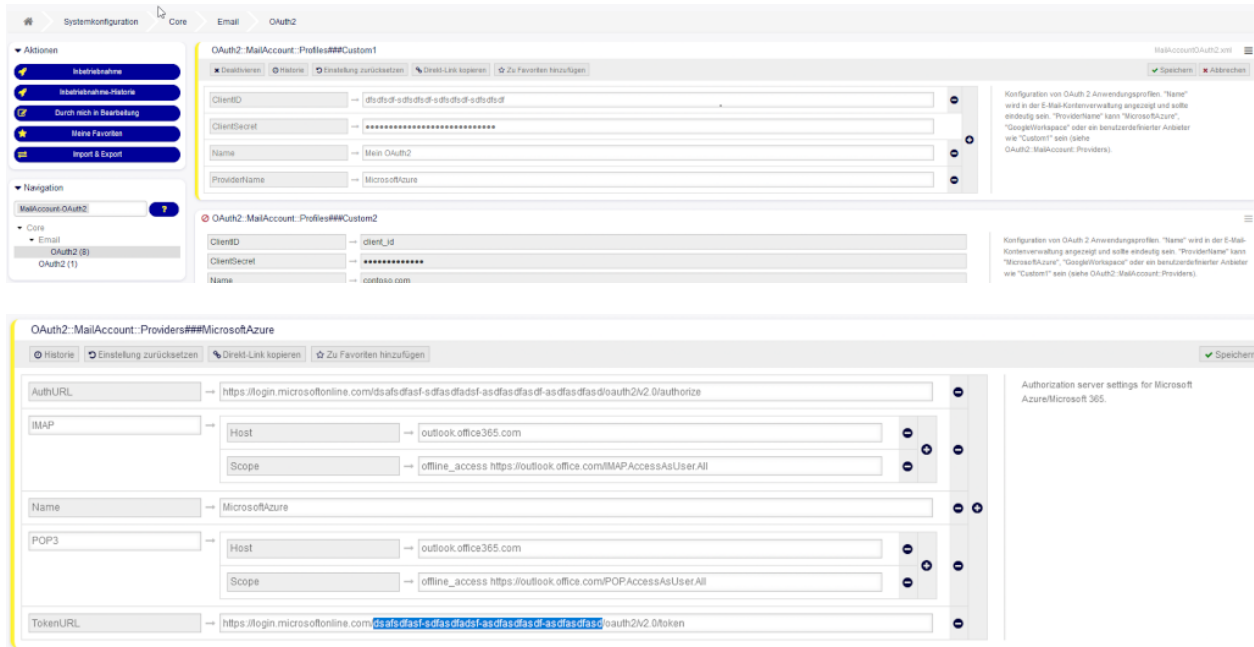 Systemkonfiguration Core Email OAuth2
Aktionen
Inbetriebnahme
Inbetriebnahme-Historie
Durch mich in Bearbeitung
Meine Favoriten
Import & Export
Navigation
MailAccount-OAuth2 ?
Core
Email
OAuth2 (8)
OAuth2 (1)
OAuth2::MailAccount::Profiles###Custom1 MailAccountOAuth2.xml
Deaktivieren Historie Einstellung zurücksetzen Direkt-Link kopieren Zu Favoriten hinzufügen Speichern Abbrechen
ClientID → dfsdfsdf-sdfsdfsdf-sdfsdfsdf-sdfsdfsdf
ClientSecret →
Name → Mein OAuth2
ProviderName → MicrosoftAzure
Konfiguration von OAuth 2 Anwendungsprofilen. "Name"
wird in der E-Mail-Kontenverwaltung angezeigt und sollte
eindeutig sein. "ProviderName" kann "MicrosoftAzure",
"GoogleWorkspace" oder ein benutzerdefinierter Anbieter
wie "Custom1" sein (siehe
OAuth2::MailAccount::Providers).
OAuth2::MailAccount::Profiles###Custom2
ClientID → client_id
ClientSecret →
Name → contoso.com
Konfiguration von OAuth 2 Anwendungsprofilen. "Name" wird in der E-Mail-
Kontenverwaltung angezeigt und sollte eindeutig sein. "ProviderName" kann
"MicrosoftAzure", "GoogleWorkspace" oder ein benutzerdefinierter Anbieter
wie "Custom1" sein (siehe OAuth2::MailAccount::Providers).
OAuth2::MailAccount::Providers###MicrosoftAzure
Historie Einstellung zurücksetzen Direkt-Link kopieren Zu Favoriten hinzufügen Speichern
AuthURL → https://login.microsoftonline.com/dsafsdfasf-sdfasdfadsf-asdfasdfasdf-asdfasdfasd/oauth2/v2.0/authorize
IMAP →
Host → outlook.office365.com
Scope → offline_access https://outlook.office.com/IMAP.AccessAsUser.All
Name → MicrosoftAzure
POP3 →
Host → outlook.office365.com
Scope → offline_access https://outlook.office.com/POP.AccessAsUser.All
TokenURL → https://login.microsoftonline.com/dsafsdfasf-sdfasdfadsf-asdfasdfasdf-asdfasdfasd/oauth2/v2.0/token
Authorization server settings for Microsoft
Azure/Microsoft 365.